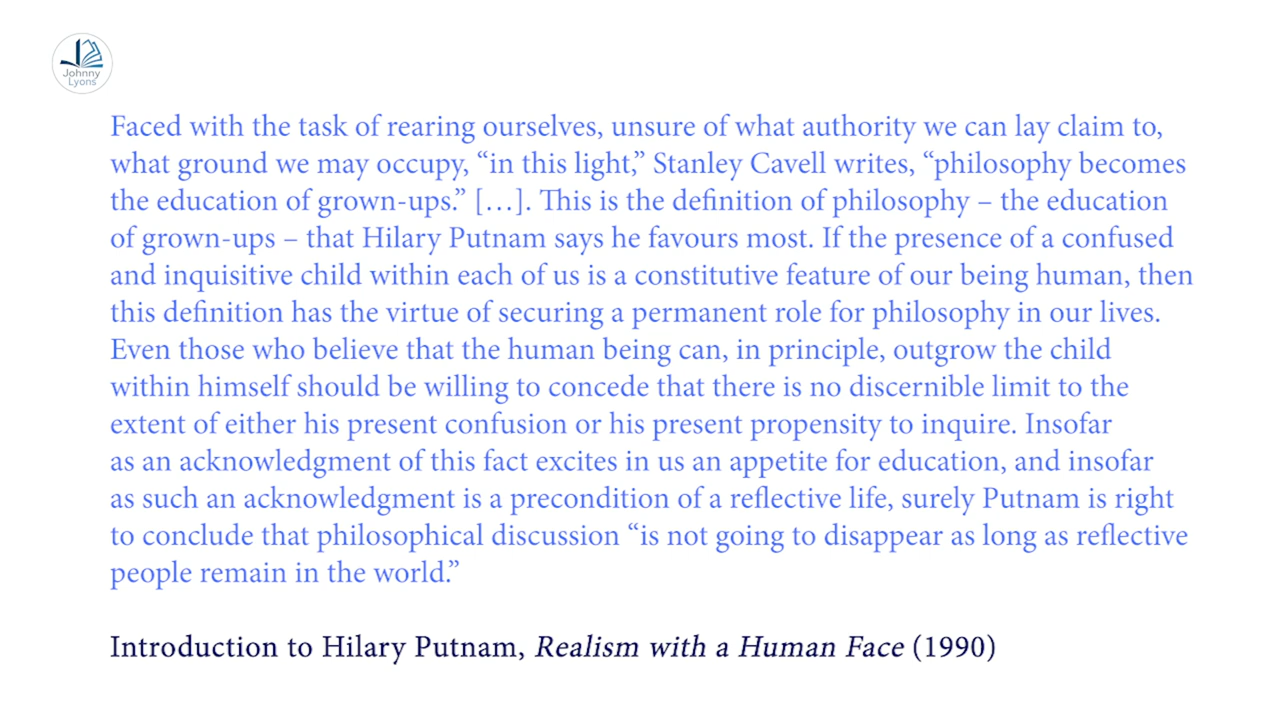 Johnny
Lyons
Faced with the task of rearing ourselves, unsure of what authority we can lay claim to,
what ground we may occupy, “in this light,” Stanley Cavell writes, “philosophy becomes
the education of grown-ups.” […]. This is the definition of philosophy – the education
of grown-ups – that Hilary Putnam says he favours most. If the presence of a confused
and inquisitive child within each of us is a constitutive feature of our being human, then
this definition has the virtue of securing a permanent role for philosophy in our lives.
Even those who believe that the human being can, in principle, outgrow the child
within himself should be willing to concede that there is no discernible limit to the
extent of either his present confusion or his present propensity to inquire. Insofar
as an acknowledgment of this fact excites in us an appetite for education, and insofar
as such an acknowledgment is a precondition of a reflective life, surely Putnam is right
to conclude that philosophical discussion “is not going to disappear as long as reflective
people remain in the world.”
Introduction to Hilary Putnam, Realism with a Human Face (1990)